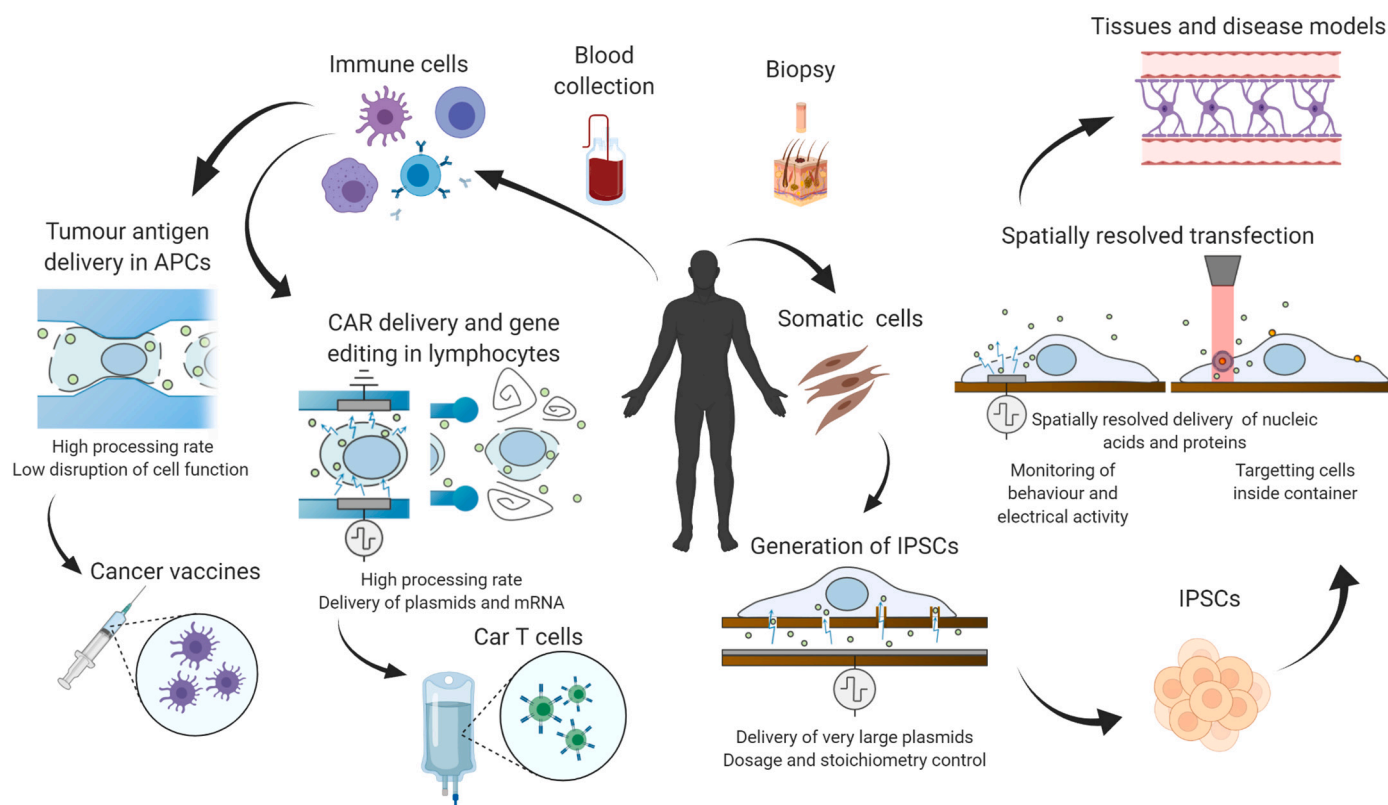 Immune cells
Blood
collection
Biopsy
Tissues and disease models
Tumour antigen
delivery in APCs
High processing rate
Low disruption of cell function
Cancer vaccines
CAR delivery and gene
editing in lymphocytes
High processing rate
Delivery of plasmids and mRNA
Car T cells
Somatic cells
Generation of IPSCs
Delivery of very large plasmids
Dosage and stoichiometry control
IPSCs
Spatially resolved transfection
Spatially resolved delivery of nucleic
acids and proteins
Monitoring of
behaviour and
electrical activity
Targetting cells
inside container